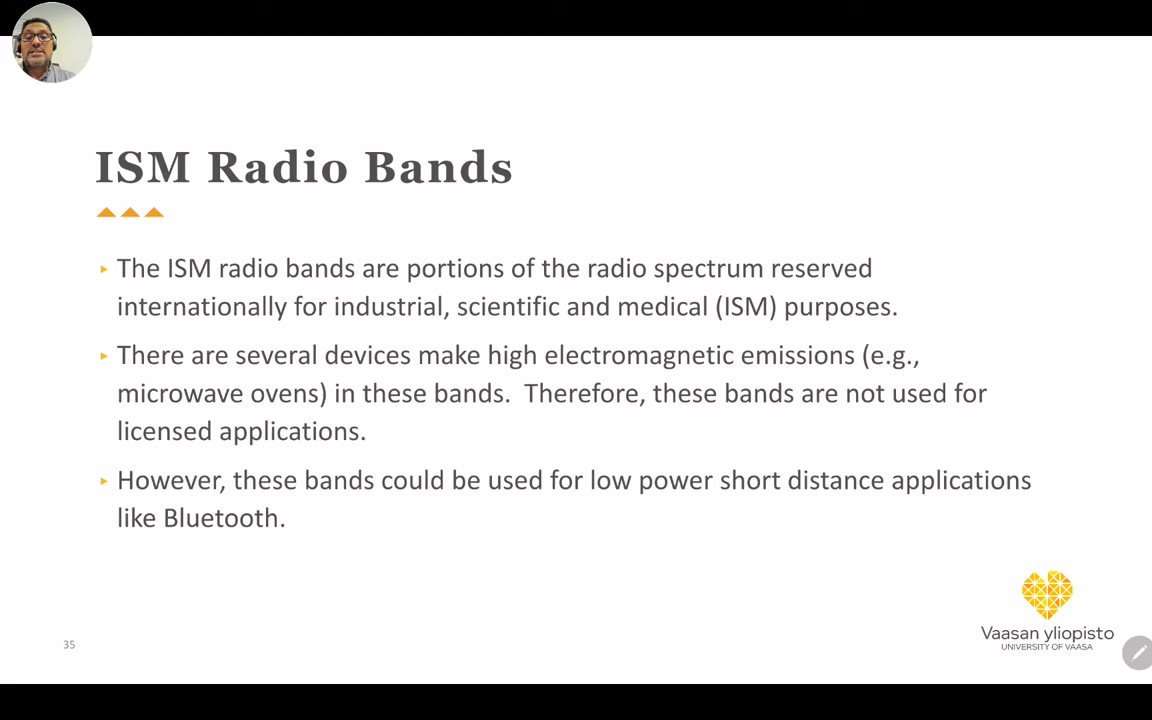 ISM Radio Bands
The ISM radio bands are portions of the radio spectrum reserved
internationally for industrial, scientific and medical (ISM) purposes.
There are several devices make high electromagnetic emissions (e.g.,
microwave ovens) in these bands.  Therefore, these bands are not used for
licensed applications.
However, these bands could be used for low power short distance applications
like Bluetooth.
Vaasan yliopisto
UNIVERSITY OF VAASA
35